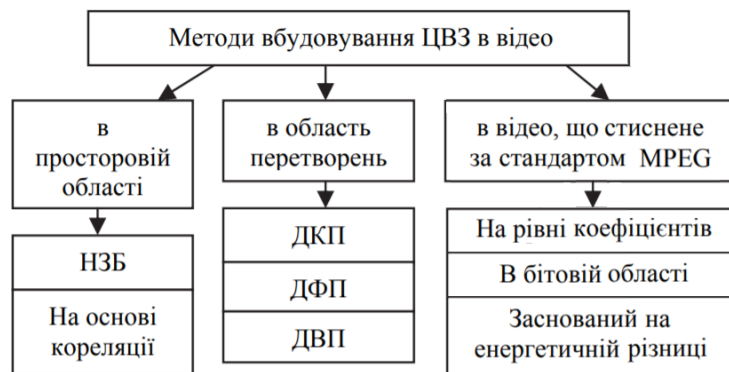 Методи вбудовування ЦВЗ в відео
в
просторовій
області
в область
перетворень
в відео, що стиснене
за стандартом MPEG
НЗБ
На основі
кореляції
ДКП
ДФП
ДВП
На рівні коефіцієнтів
В бітовій області
Заснований на
енергетичній різниці